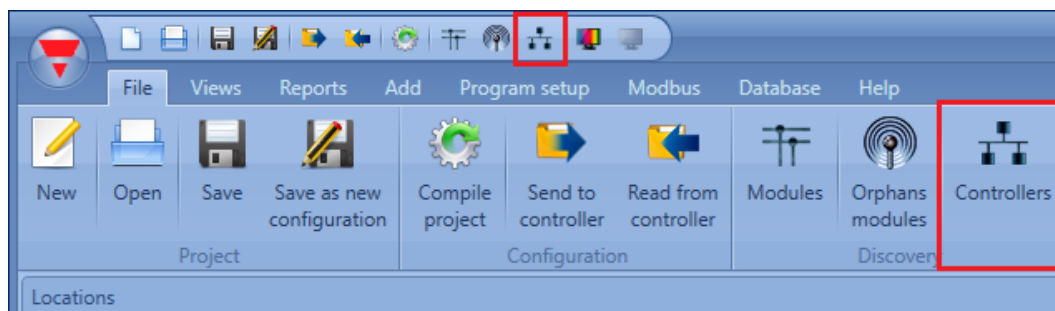 File Views Reports Add Program setup Modbus Database Help
New Open Save Save as new configuration Compile project Send to controller Read from controller Modules Orphans modules Controllers
Project Configuration Discovery
Locations